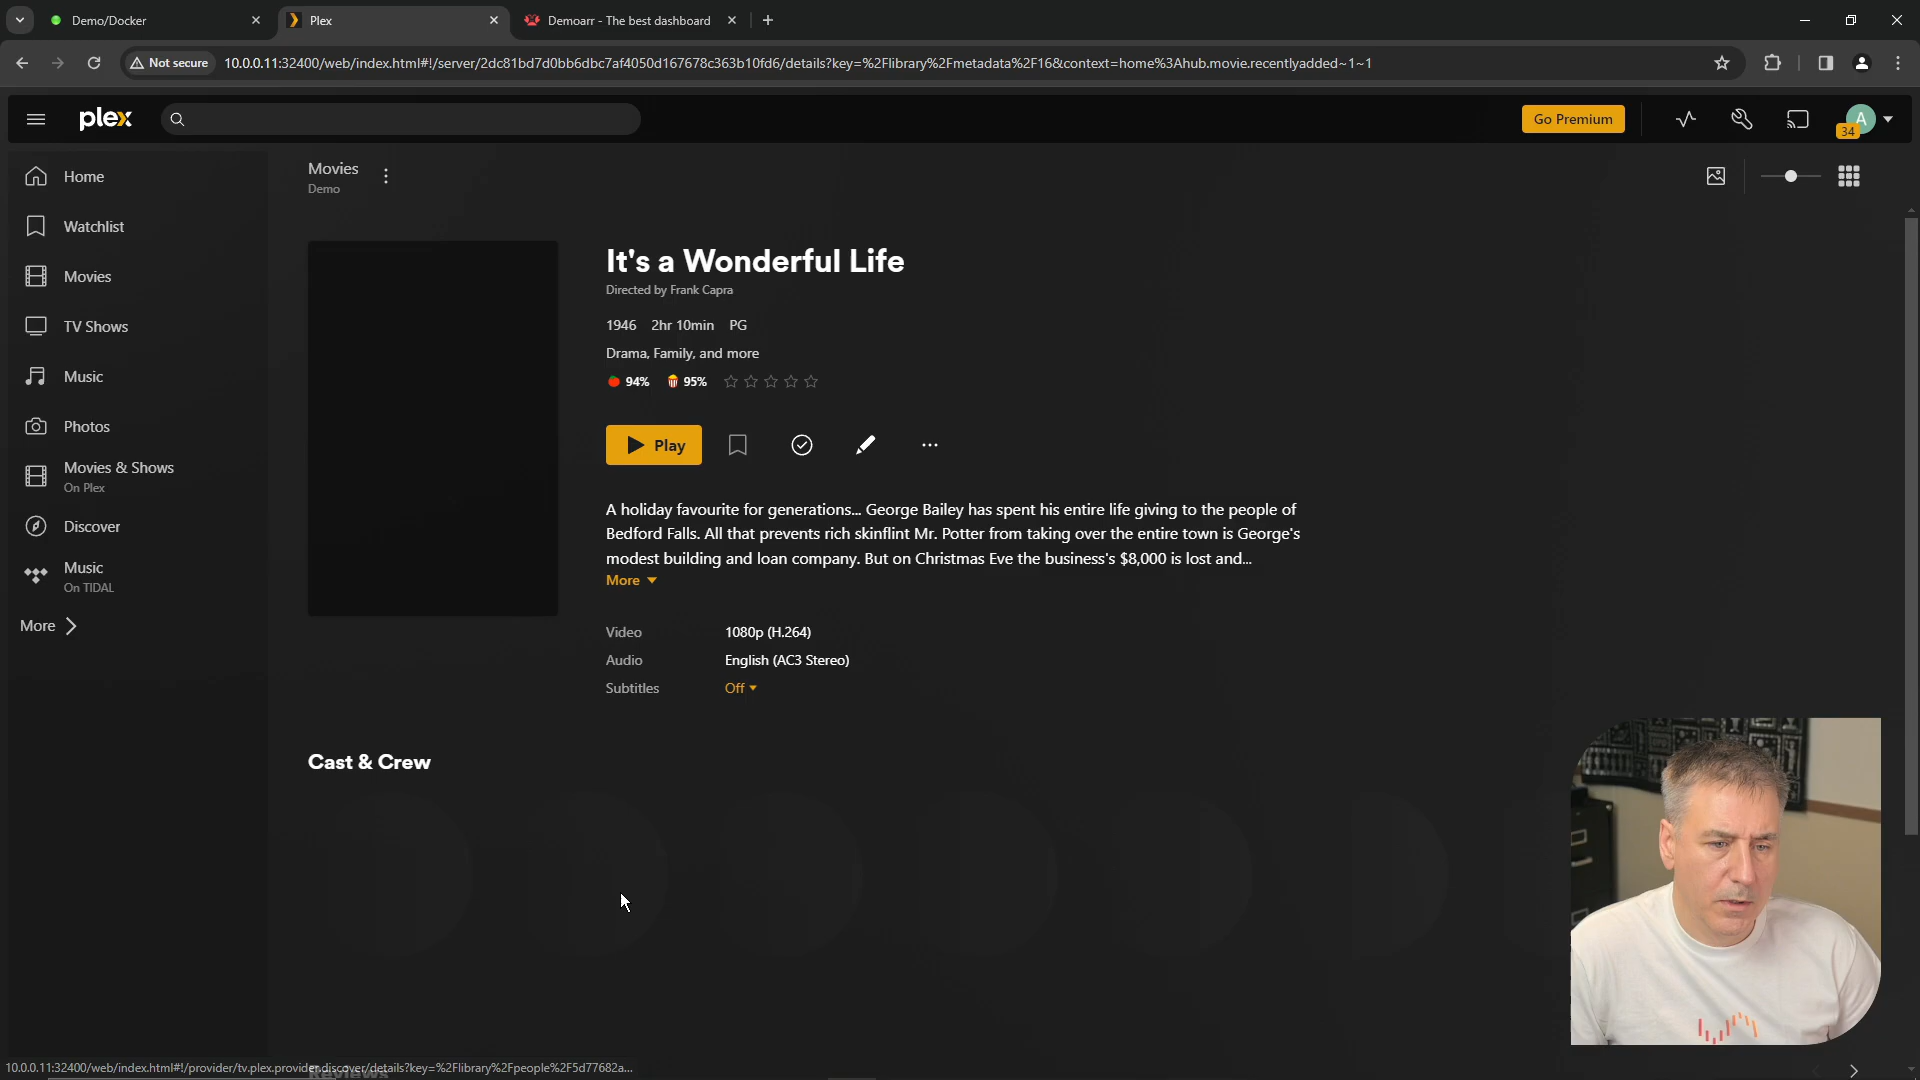 Demo/Docker
Plex
Demoarr - The best dashboard
Not secure
10.0.0.11:32400/web/index.html#!/server/2dc81bd7d0bb6dbc7af4050d167678c363b10fd6/details?key=%2Flibrary%2Fmetadata%2F16&context=home%3Ahub.movie.recentlyadded~1~1
plex
Go Premium
A
34
Home
Watchlist
Movies
TV Shows
Music
Photos
Movies & Shows
On Plex
Discover
Music
On TIDAL
More
Movies
Demo
It's a Wonderful Life
Directed by Frank Capra
1946 2hr 10min PG
Drama, Family, and more
94% 95%
Play
A holiday favourite for generations... George Bailey has spent his entire life giving to the people of
Bedford Falls. All that prevents rich skinflint Mr. Potter from taking over the entire town is George's
modest building and loan company. But on Christmas Eve the business's $8,000 is lost and...
More
Video 1080p (H.264)
Audio English (AC3 Stereo)
Subtitles Off
Cast & Crew
Reviews
10.0.0.11:32400/web/index.html#!/provider/tv.plex.provider.discover/details?key=%2Flibrary%2Fpeople%2F5d77682a...